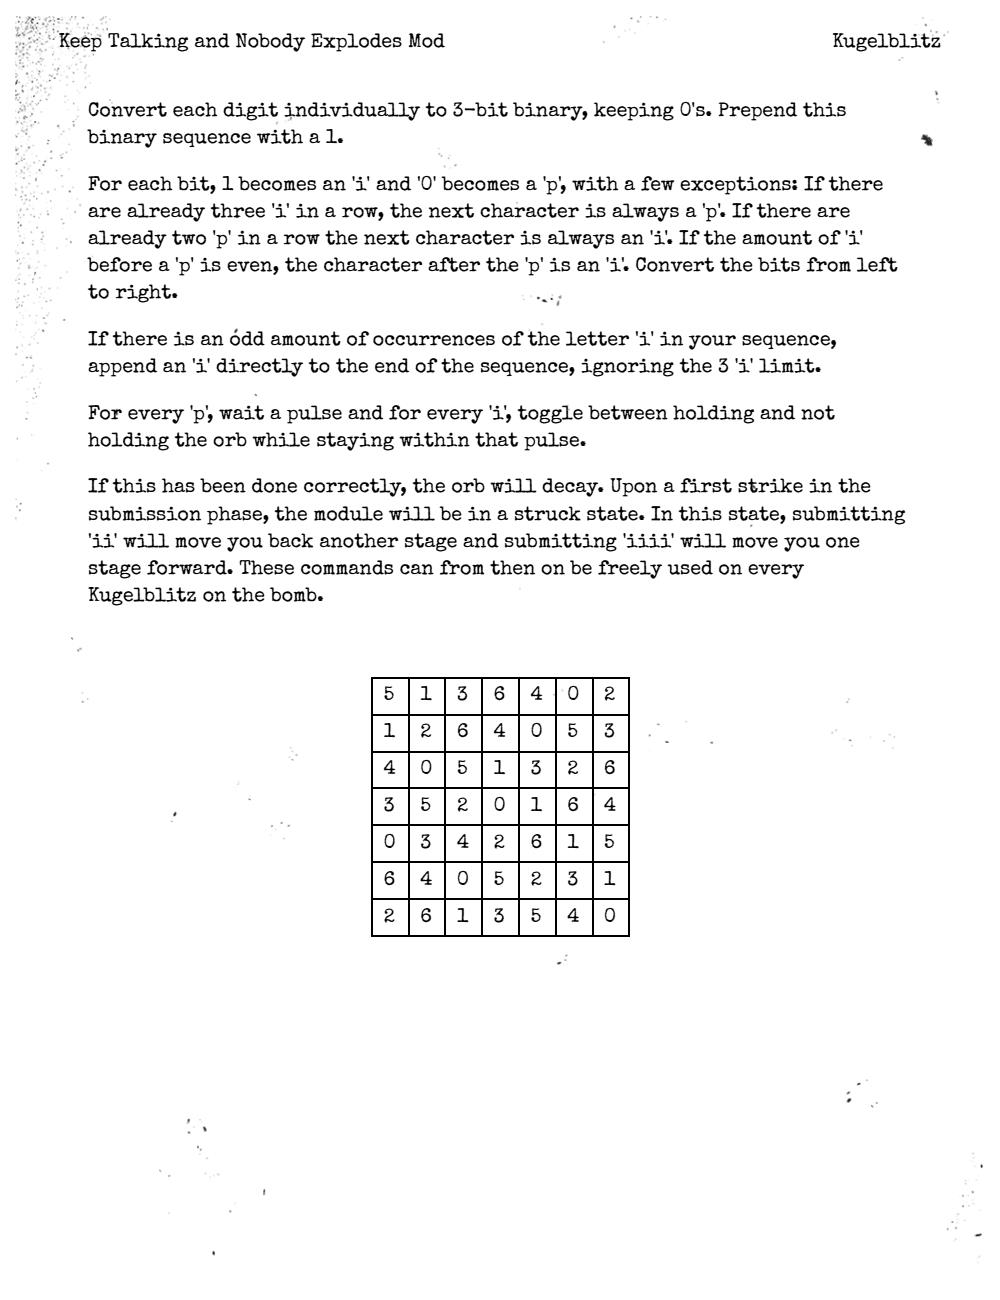 Keep Talking and Nobody Explodes Mod Kugelblitz
Convert each digit individually to 3-bit binary, keeping 0's. Prepend this
binary sequence with a 1.
For each bit, 1 becomes an 'i' and '0' becomes a 'p', with a few exceptions: If there
are already three 'i' in a row, the next character is always a 'p'. If there are
already two 'p' in a row the next character is always an 'i'. If the amount of 'i'
before a 'p' is even, the character after the 'p' is an 'i'. Convert the bits from left
to right.
If there is an odd amount of occurrences of the letter 'i' in your sequence,
append an 'i' directly to the end of the sequence, ignoring the 3 'i' limit.
For every 'p', wait a pulse and for every 'i', toggle between holding and not
holding the orb while staying within that pulse.
If this has been done correctly, the orb will decay. Upon a first strike in the
submission phase, the module will be in a struck state. In this state, submitting
'ii' will move you back another stage and submitting 'iiii' will move you one
stage forward. These commands can from then on be freely used on every
Kugelblitz on the bomb.
5 1 3 6 4 0 2
1 2 6 4 0 5 3
4 0 5 1 3 2 6
3 5 2 0 1 6 4
0 3 4 2 6 1 5
6 4 0 5 2 3 1
2 6 1 3 5 4 0